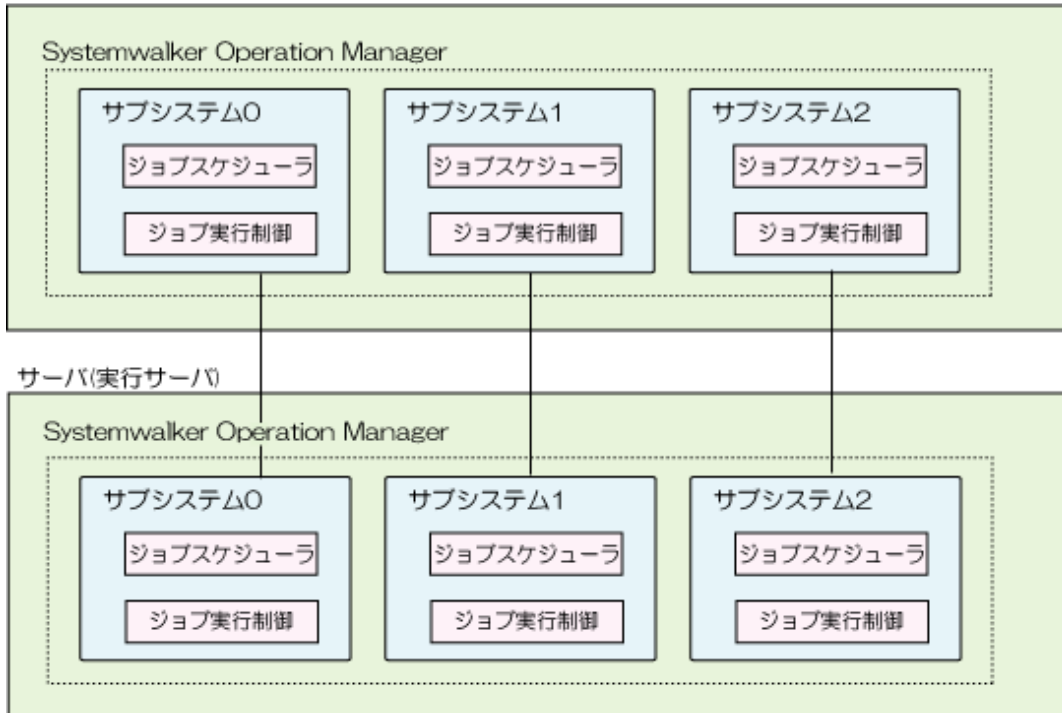 Systemwalker Operation Manager
サブシステム0
サブシステム1
サブシステム2
ジョブスケジューラ
ジョブスケジューラ
ジョブスケジューラ
ジョブ実行制御
ジョブ実行制御
ジョブ実行制御
サーバ(実行サーバ)
Systemwalker Operation Manager
サブシステム0
サブシステム1
サブシステム2
ジョブスケジューラ
ジョブスケジューラ
ジョブスケジューラ
ジョブ実行制御
ジョブ実行制御
ジョブ実行制御